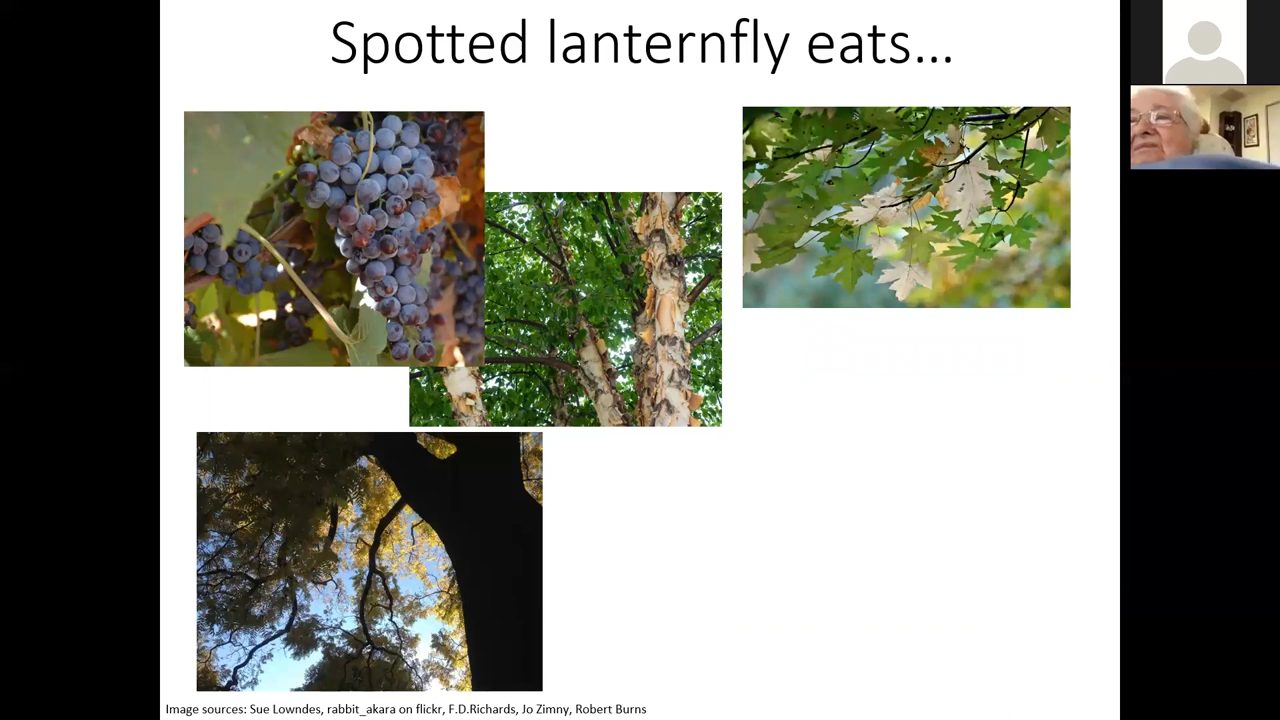 Spotted lanternfly eats...
Image sources: Sue Lowndes, rabbit_akara on flickr, F.D.Richards, Jo Zimny, Robert Burns